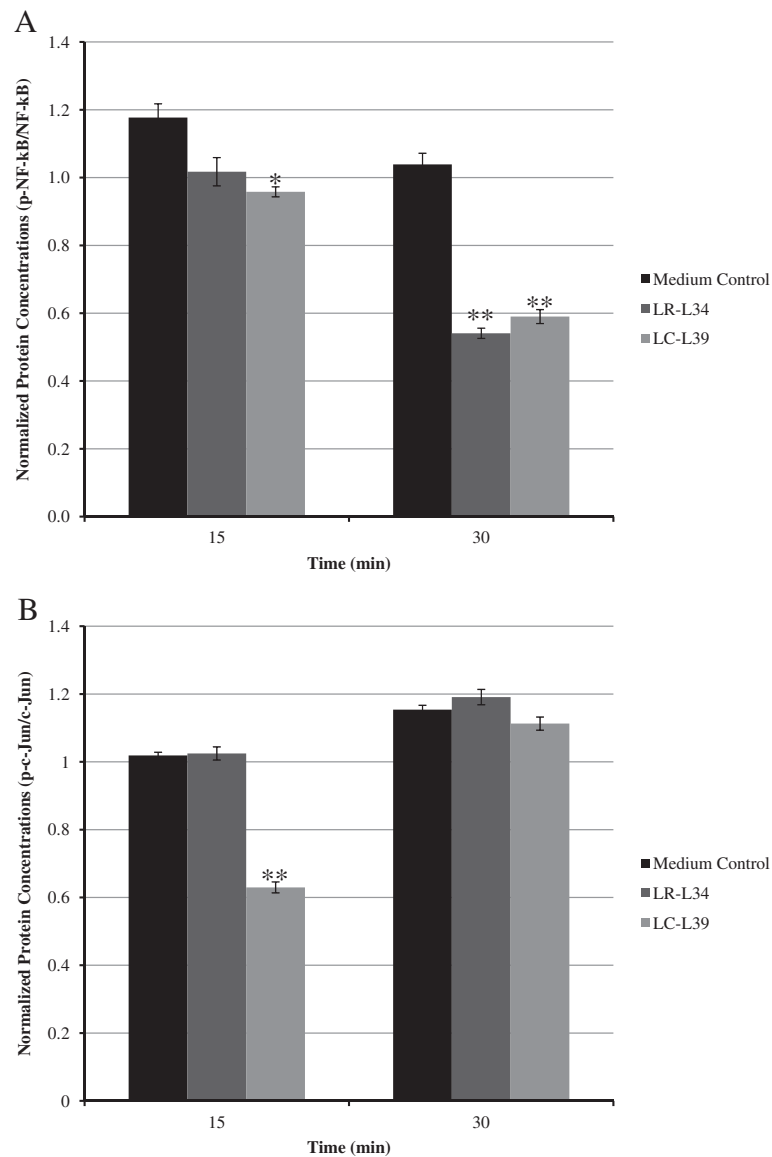 A
Normalized Protein Concentrations (p-NF-kB/NF-kB)
1.4
1.2
1.0
0.8
0.6
0.4
0.2
0.0
*
**
**
15
30
Time (min)
Medium Control
LR-L34
LC-L39
B
Normalized Protein Concentrations (p-c-Jun/c-Jun)
1.4
1.2
1
0.8
0.6
0.4
0.2
0
**
15
30
Time (min)
Medium Control
LR-L34
LC-L39